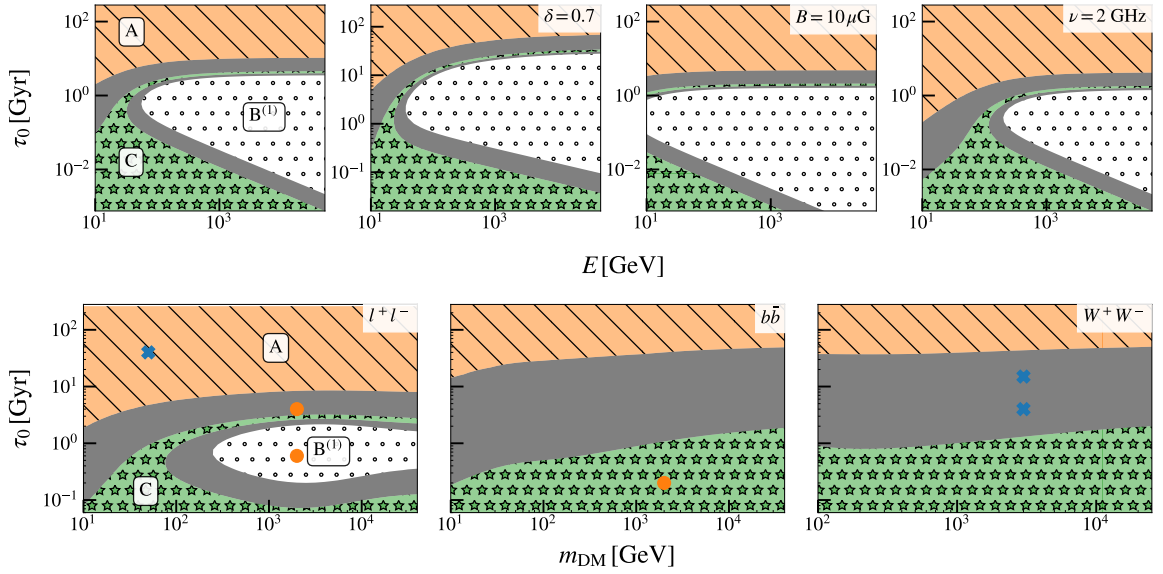 δ = 0.7
B = 10 μG
ν = 2 GHz
A
B⁽¹⁾
C
τ₀ [Gyr]
10² 10⁰ 10⁻²
10² 10¹ 10⁰ 10⁻¹
10² 10⁰ 10⁻²
10² 10⁰ 10⁻²
10¹ 10³
10¹ 10³
10¹ 10³
10¹ 10³
E [GeV]
l⁺l⁻
bb̄
W⁺W⁻
A
B⁽¹⁾
C
τ₀ [Gyr]
10² 10¹ 10⁰ 10⁻¹
10¹ 10² 10³ 10⁴
10¹ 10² 10³ 10⁴
10² 10³ 10⁴
m_DM [GeV]